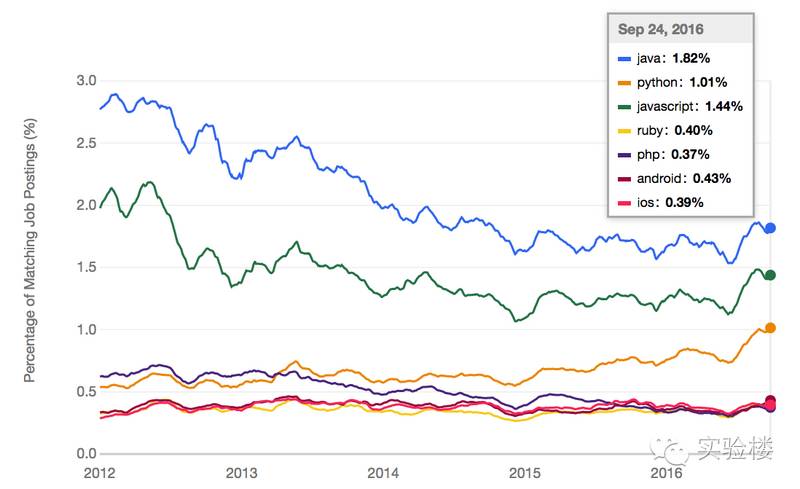 Sep 24, 2016
java: 1.82%
python: 1.01%
javascript: 1.44%
ruby: 0.40%
php: 0.37%
android: 0.43%
ios: 0.39%
Percentage of Matching Job Postings (%)
3.0
2.5
2.0
1.5
1.0
0.5
0.0
2012 2013 2014 2015 2016
实验楼